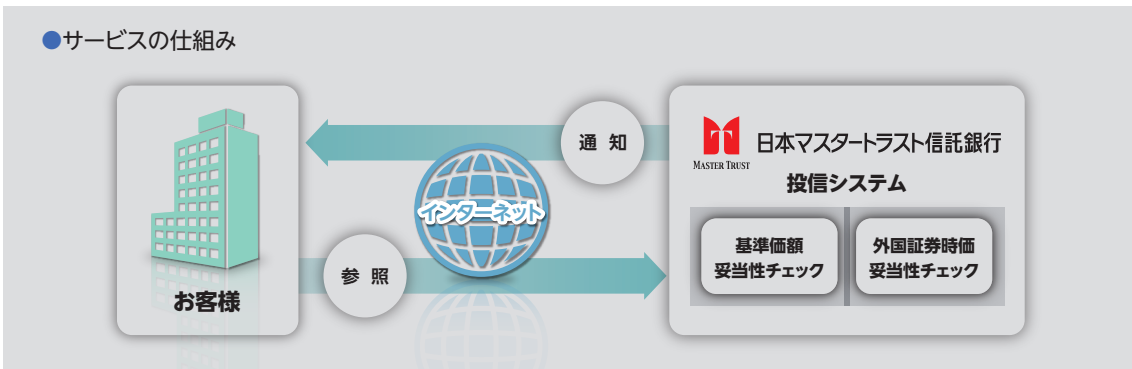 ●サービスの仕組み
通 知
MASTER TRUST
日本マスタートラスト信託銀行
投信システム
インターネット
基準価額
妥当性チェック
外国証券時価
妥当性チェック
参 照
お客様